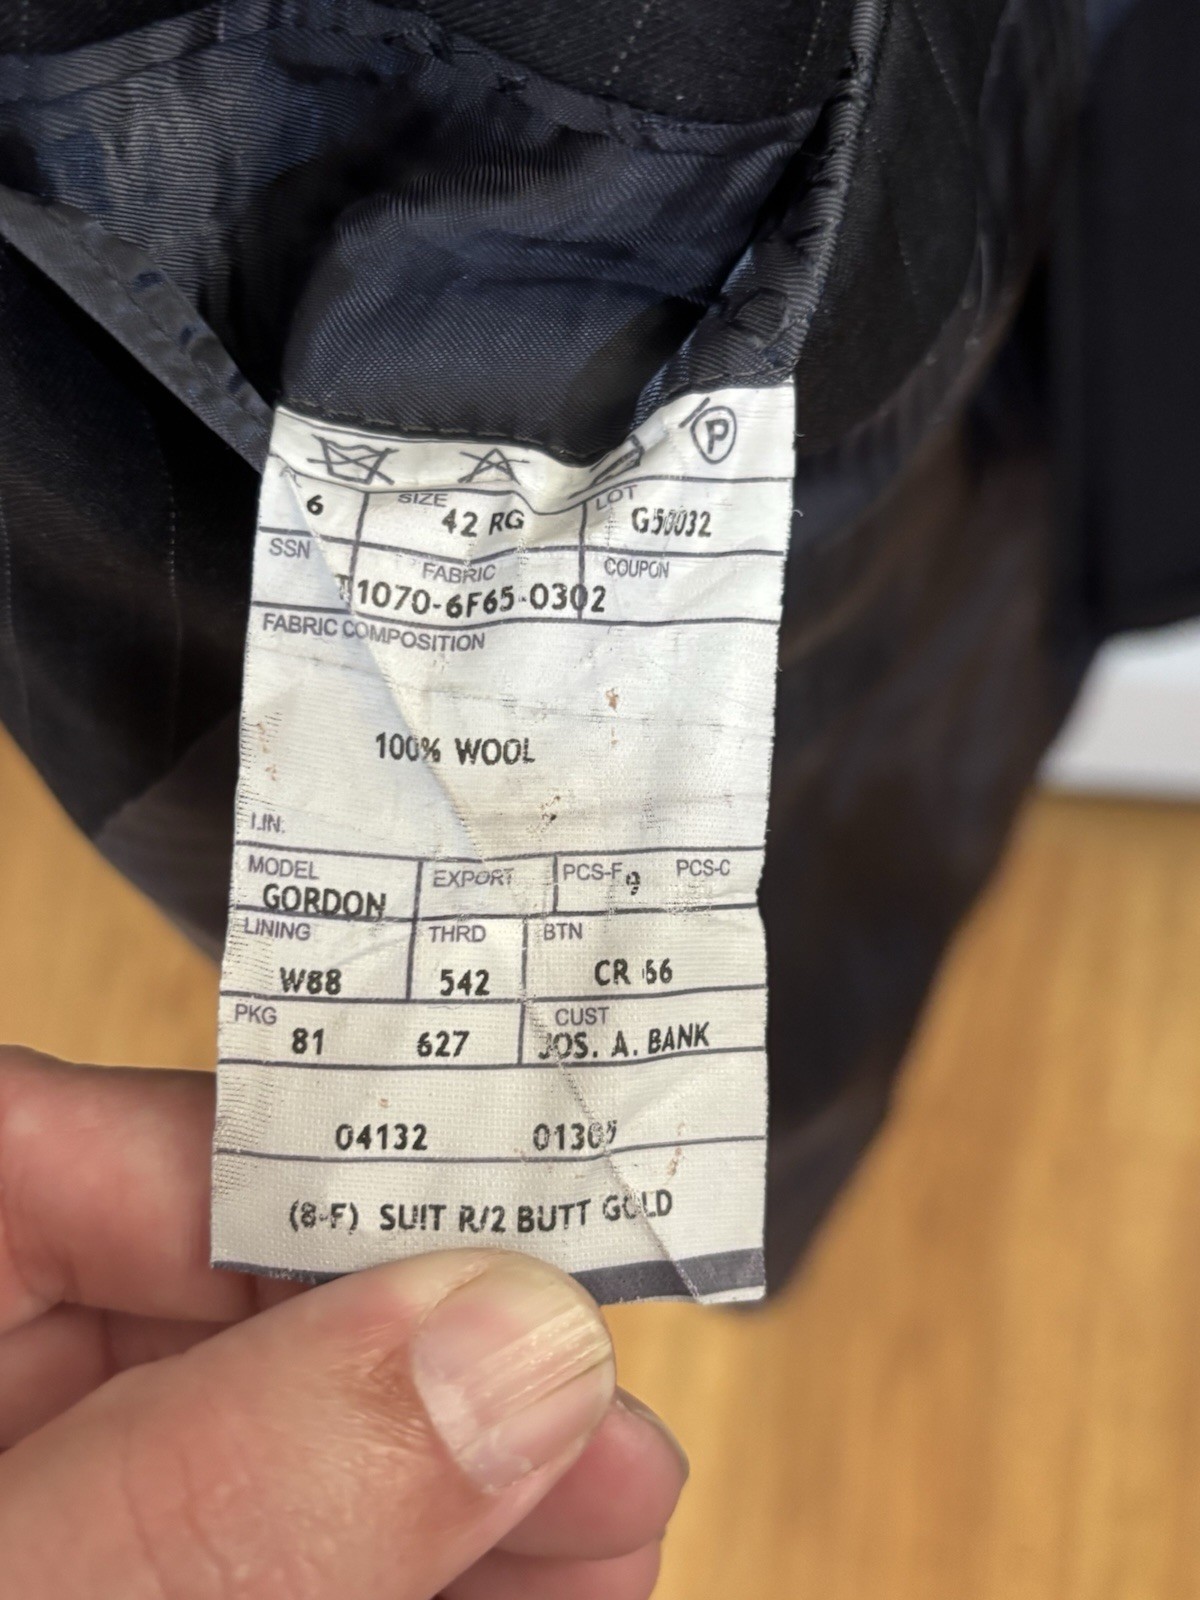 P
6 SIZE 42 RG LOT G50032
SSN FABRIC COUPON
T1070-6F65-0302
FABRIC COMPOSITION
100% WOOL
LIN.
MODEL EXPORT PCS-F PCS-C
GORDON
LINING THRD BTN
W88 542 CR 66
PKG 81 627 CUST JOS. A. BANK
04132
(8-F) SUIT R/2 BUTT GOLD